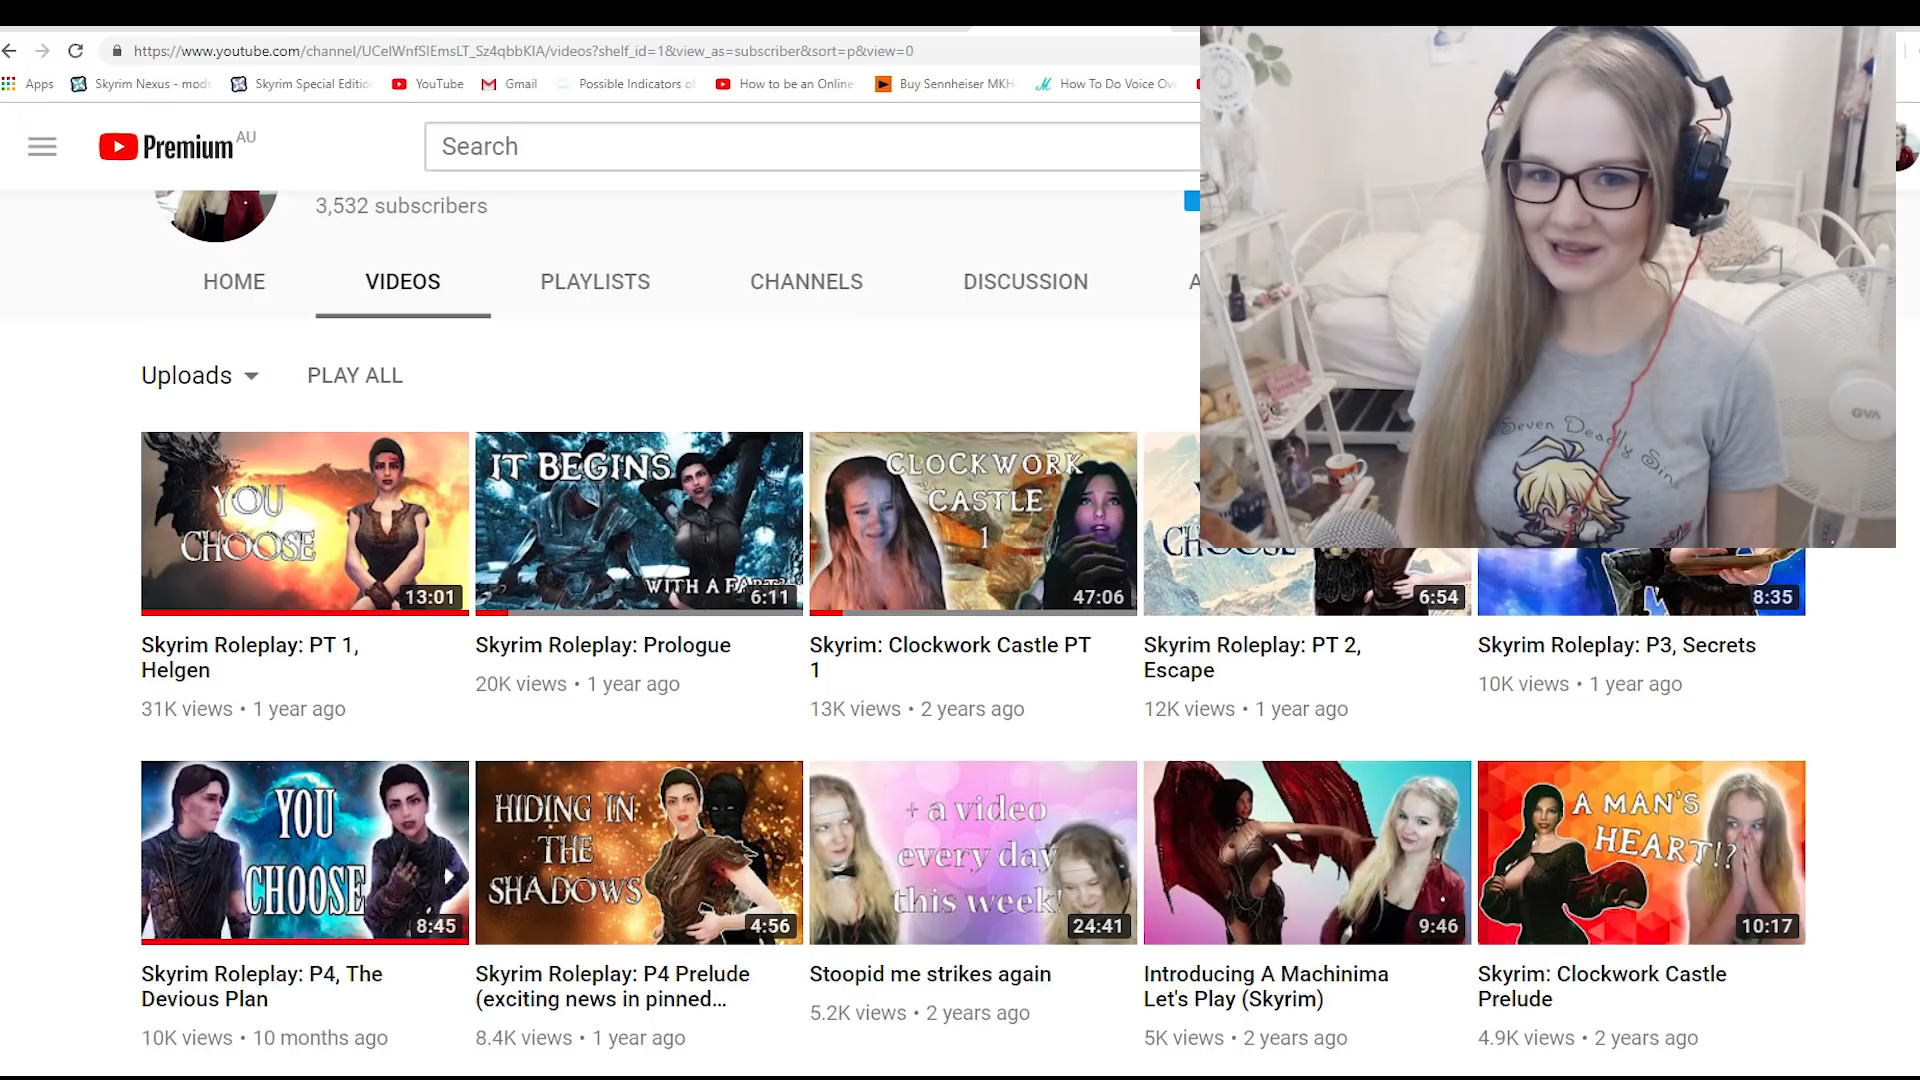 https://www.youtube.com/channel/UCelWnfSIEmsLT_Sz4qbbKIA/videos?shelf_id=1&view_as=subscriber&sort=p&view=0
Apps Skyrim Nexus - mods Skyrim Special Editio YouTube Gmail Possible Indicators of How to be an Online Buy Sennheiser MKH How To Do Voice Ov
Premium AU
Search
3,532 subscribers
HOME VIDEOS PLAYLISTS CHANNELS DISCUSSION A
Uploads PLAY ALL
GVA
Seven Deadly Sin
YOU
CHOOSE
13:01
IT BEGINS
WITH A
6:11
CLOCKWORK
CASTLE
1
47:06
CHOOSE
6:54
8:35
Skyrim Roleplay: PT 1,
Helgen
31K views • 1 year ago
Skyrim Roleplay: Prologue
20K views • 1 year ago
Skyrim: Clockwork Castle PT
1
13K views • 2 years ago
Skyrim Roleplay: PT 2,
Escape
12K views • 1 year ago
Skyrim Roleplay: P3, Secrets
10K views • 1 year ago
YOU
CHOOSE
8:45
HIDING IN
THE
SHADOWS
4:56
+ a video
every day
this week!
24:41
9:46
A MAN'S
HEART!?
10:17
Skyrim Roleplay: P4, The
Devious Plan
10K views • 10 months ago
Skyrim Roleplay: P4 Prelude
(exciting news in pinned...
8.4K views • 1 year ago
Stoopid me strikes again
5.2K views • 2 years ago
Introducing A Machinima
Let's Play (Skyrim)
5K views • 2 years ago
Skyrim: Clockwork Castle
Prelude
4.9K views • 2 years ago